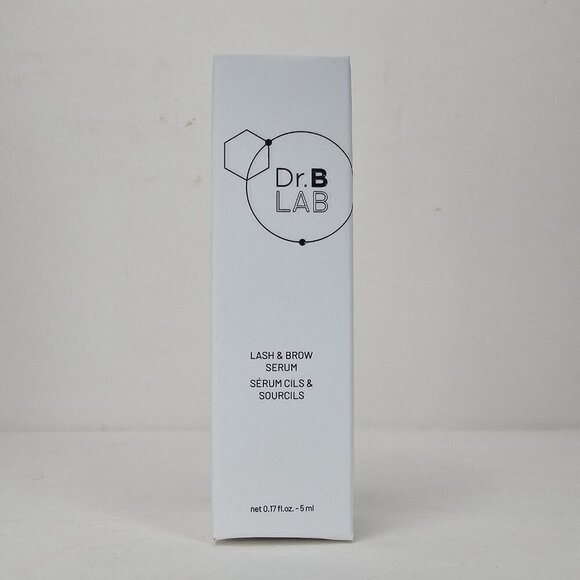 Dr.B
LAB
LASH & BROW
SERUM
SÉRUM CILS &
SOURCILS
net 0.17 fl.oz. - 5 ml